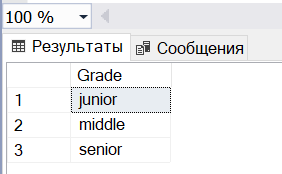 100 %
Результаты Сообщения
Grade
1 junior
2 middle
3 senior